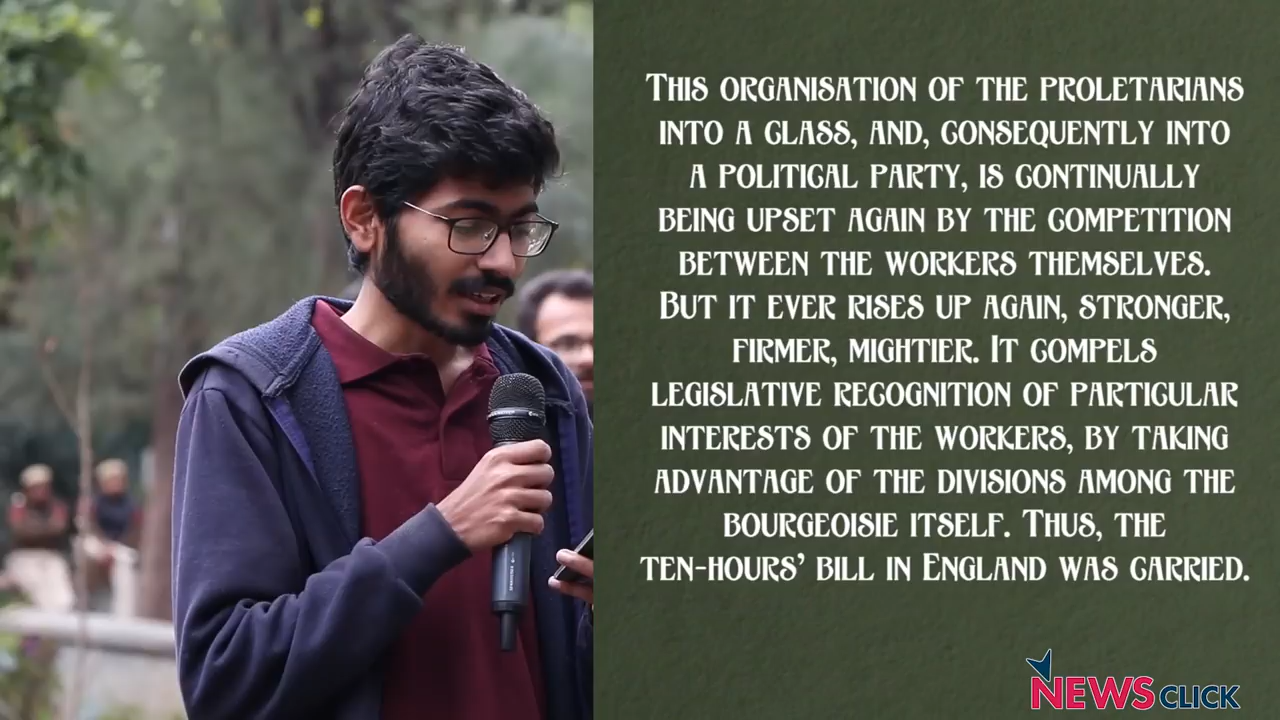 THIS ORGANISATION OF THE PROLETARIANS
INTO A CLASS, AND, CONSEQUENTLY INTO
A POLITICAL PARTY, IS CONTINUALLY
BEING UPSET AGAIN BY THE COMPETITION
BETWEEN THE WORKERS THEMSELVES.
BUT IT EVER RISES UP AGAIN, STRONGER,
FIRMER, MIGHTIER. IT COMPELS
LEGISLATIVE RECOGNITION OF PARTICULAR
INTERESTS OF THE WORKERS, BY TAKING
ADVANTAGE OF THE DIVISIONS AMONG THE
BOURGEOISIE ITSELF. THUS, THE
TEN-HOURS’ BILL IN ENGLAND WAS CARRIED.
NEWSCLICK